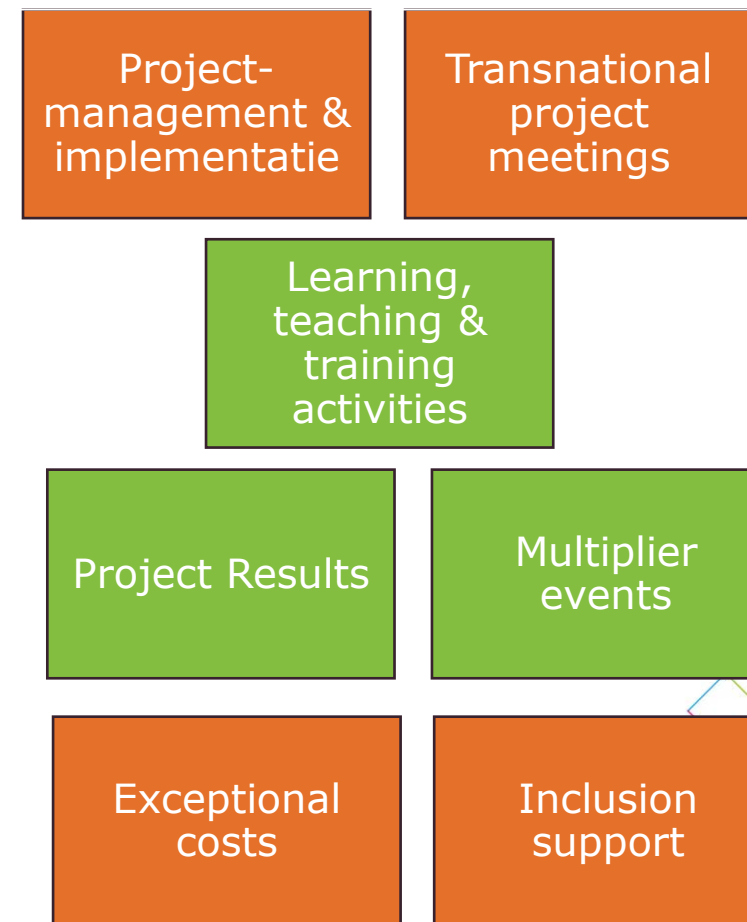 Project-
management &
implementatie
Transnational
project
meetings
Learning,
teaching &
training
activities
Project Results
Multiplier
events
Exceptional
costs
Inclusion
support